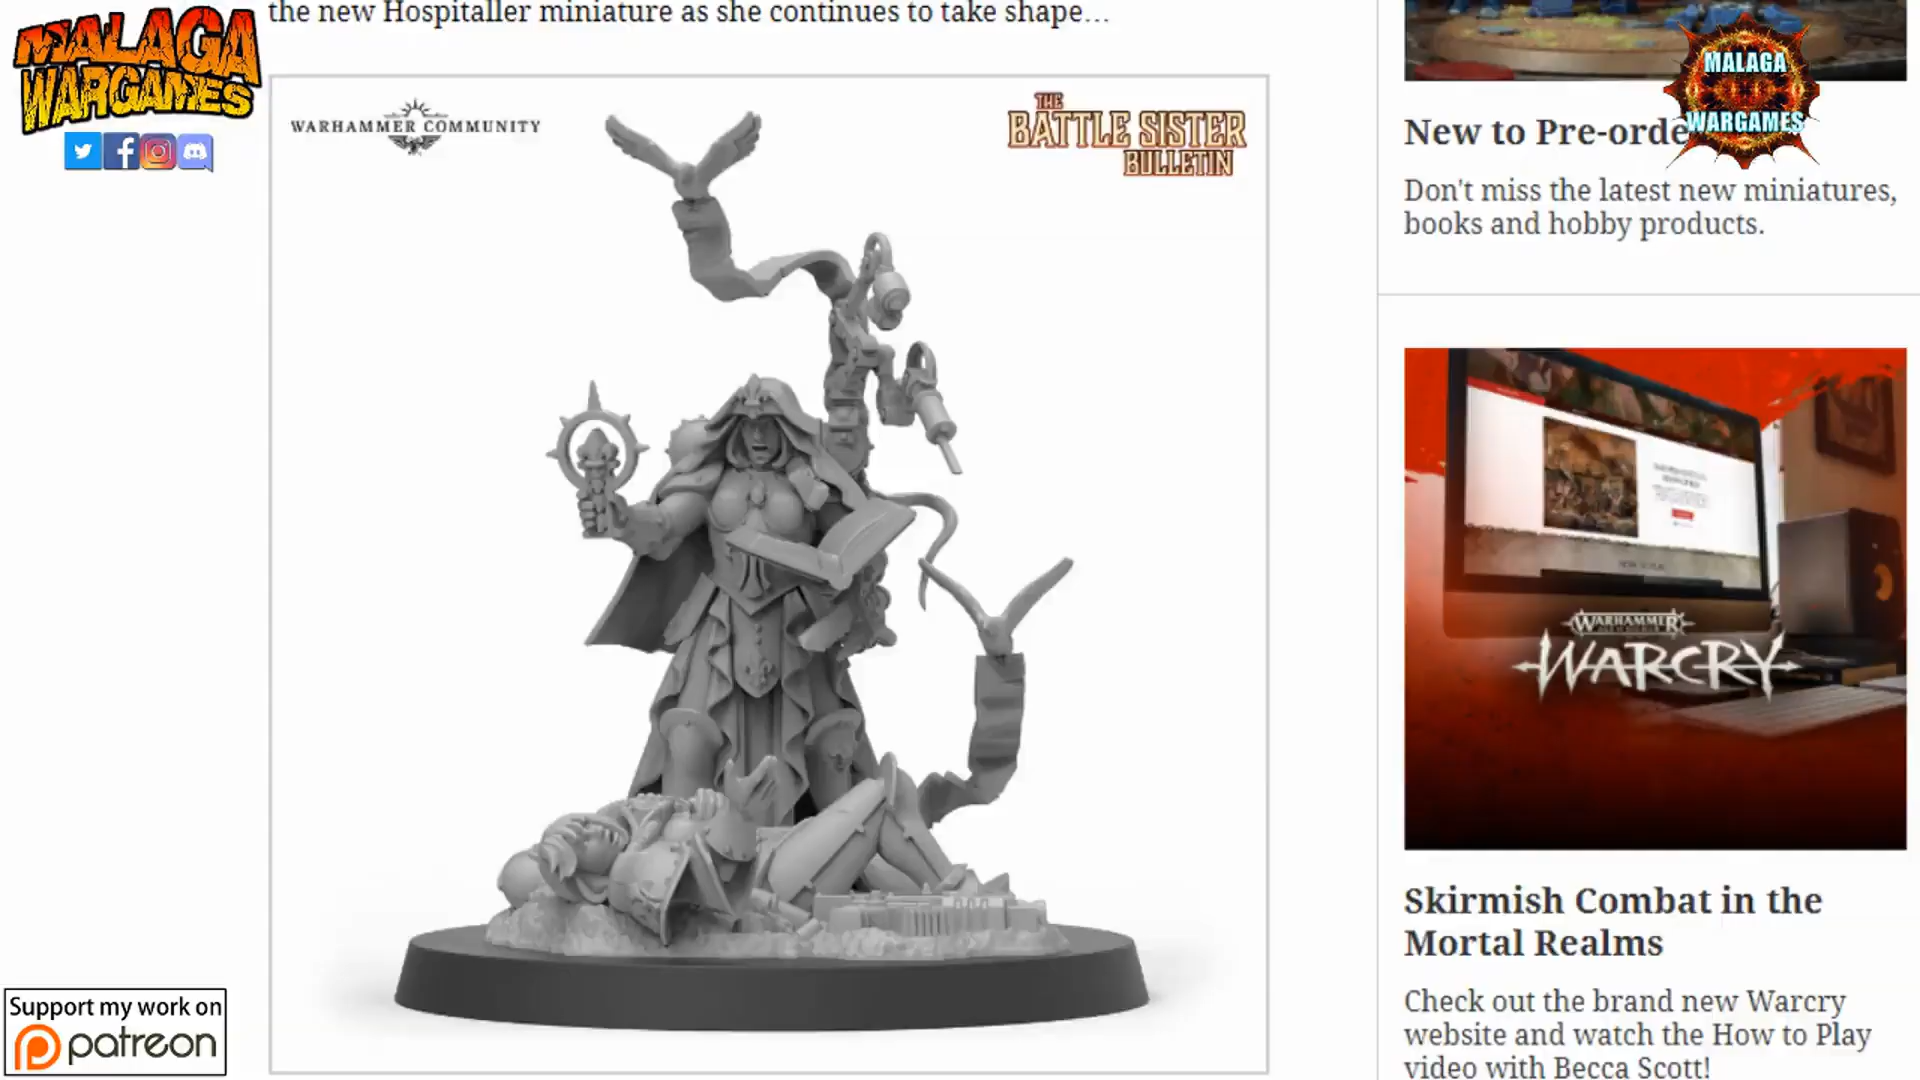 the new Hospitaller miniature as she continues to take shape...
MALAGA
WARGAMES
WARHAMMER COMMUNITY
THE
BATTLE SISTER
BULLETIN
MALAGA
WARGAMES
New to Pre-orde
Don't miss the latest new miniatures,
books and hobby products.
WARHAMMER
WARCRY
Skirmish Combat in the
Mortal Realms
Check out the brand new Warcry
website and watch the How to Play
video with Becca Scott!
Support my work on
patreon